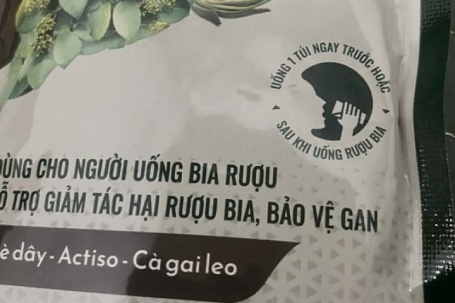 UỐNG 1 TÚI NGAY TRƯỚC HOẶC
SAU KHI UỐNG RƯỢU BIA
DÙNG CHO NGƯỜI UỐNG BIA RƯỢU
Ỗ TRỢ GIẢM TÁC HẠI RƯỢU BIA, BẢO VỆ GAN
è dây - Actiso - Cà gai leo